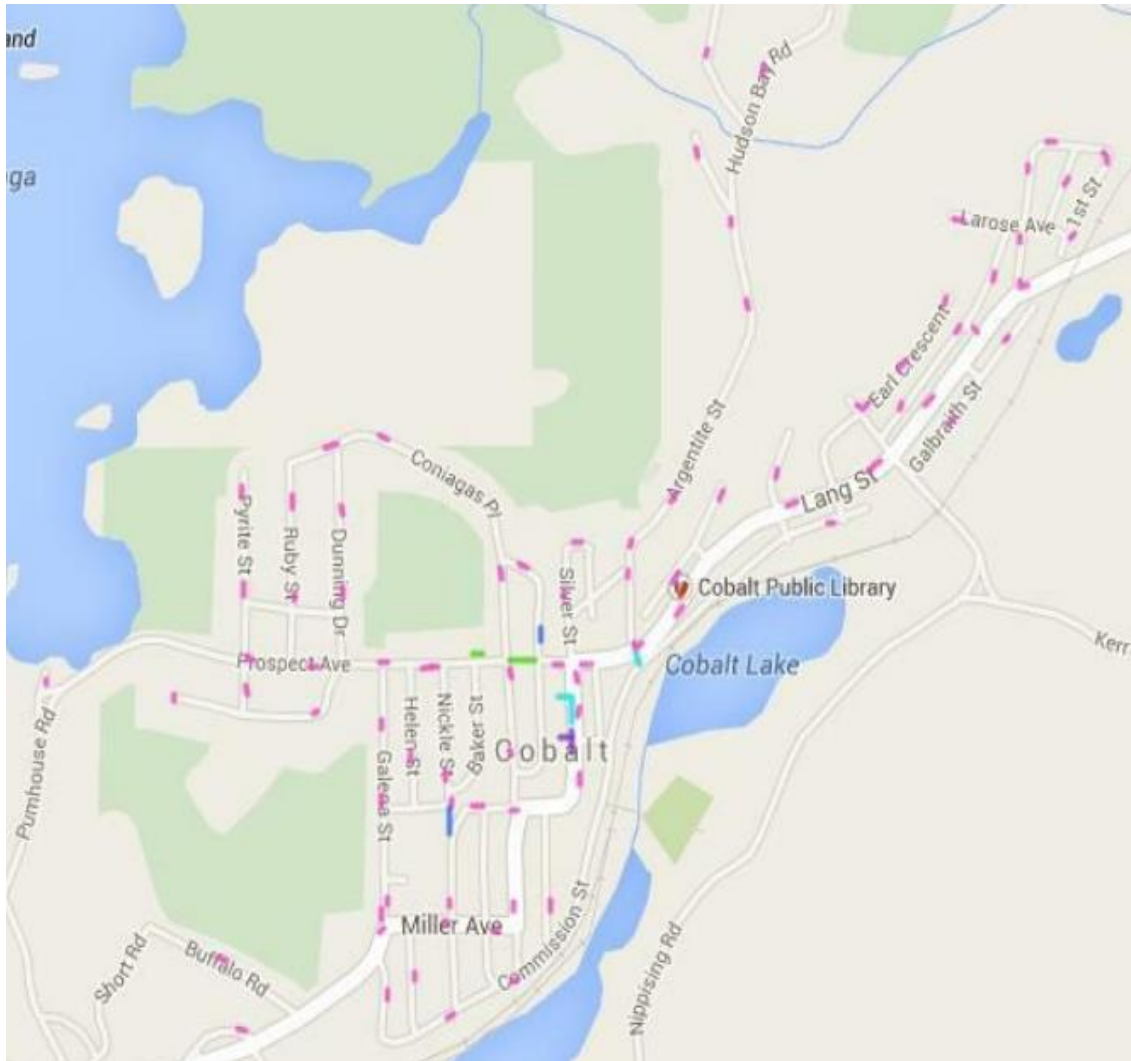 and
Hudson Bay Rd
aga
1st St
Larose Ave
Earl Crescent
Galbraith St
Argentite St
Coniagas Pl
Lang St
Pyrite St
Ruby St
Dunning Dr
Silver St
Cobalt Public Library
Prospect Ave
Cobalt Lake
Kerr
Helen St
Nickle St
Baker St
Cobalt
Pumhouse Rd
Galena St
Miller Ave
Commission St
Short Rd
Buffalo Rd
Nippising Rd